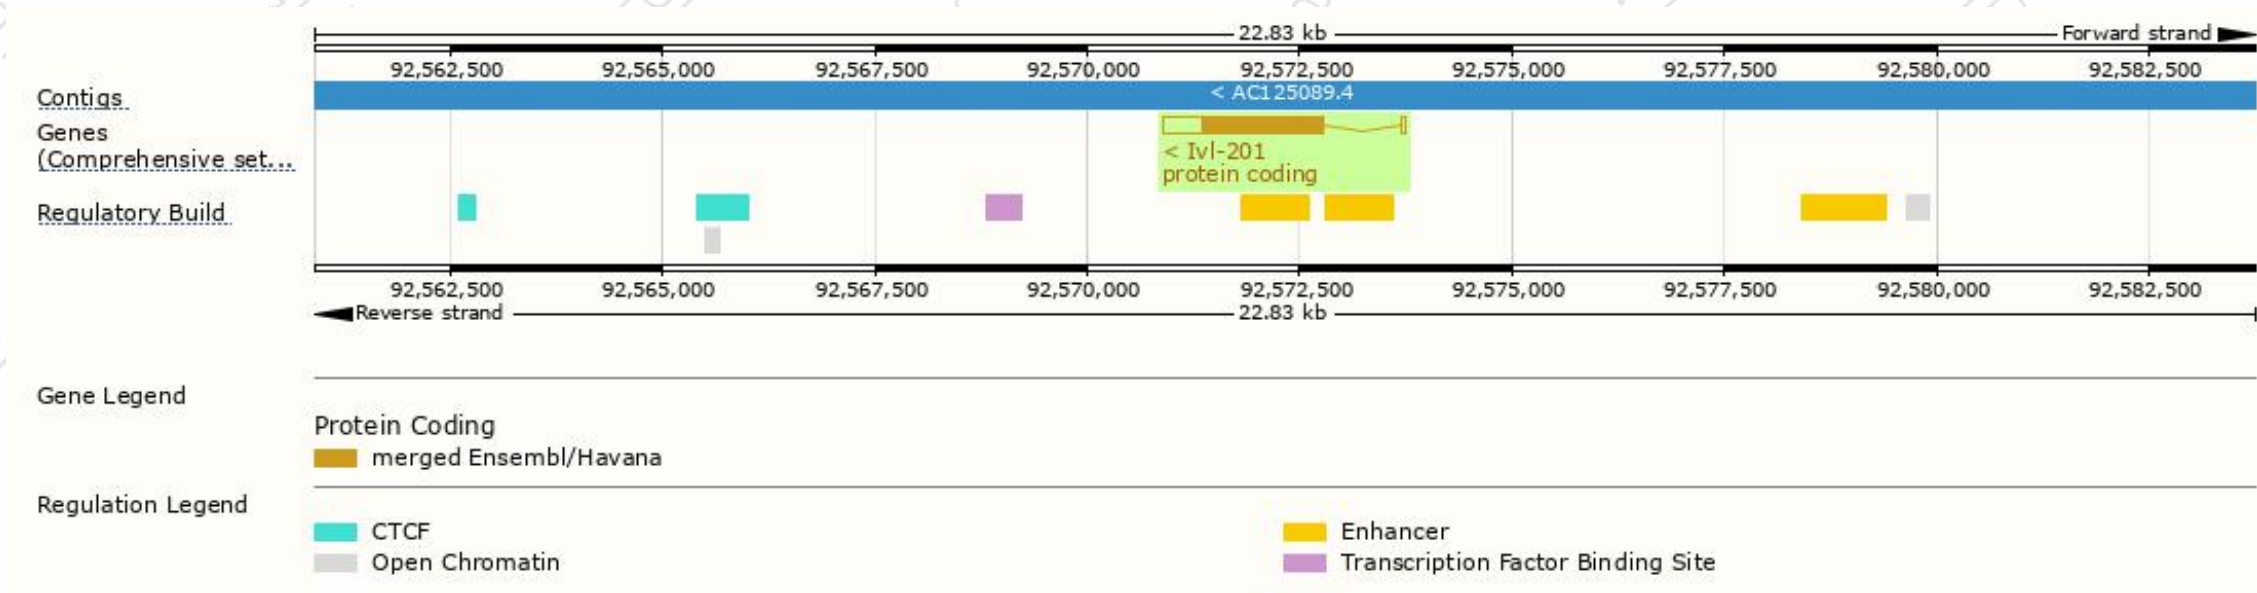 22.83 kb Forward strand
92,562,500 92,565,000 92,567,500 92,570,000 92,572,500 92,575,000 92,577,500 92,580,000 92,582,500
Contigs < AC125089.4
Genes
(Comprehensive set...
< Ivl-201
protein coding
Regulatory Build
92,562,500 92,565,000 92,567,500 92,570,000 92,572,500 92,575,000 92,577,500 92,580,000 92,582,500
Reverse strand 22.83 kb
Gene Legend
Protein Coding
merged Ensembl/Havana
Regulation Legend
CTCF Enhancer
Open Chromatin Transcription Factor Binding Site